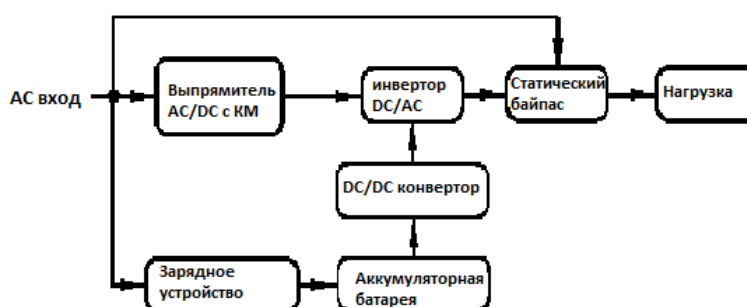 АС вход
Выпрямитель
AC/DC с КМ
инвертор
DC/AC
Статический
байпас
Нагрузка
DC/DC конвертор
Зарядное
устройство
Аккумуляторная
батарея